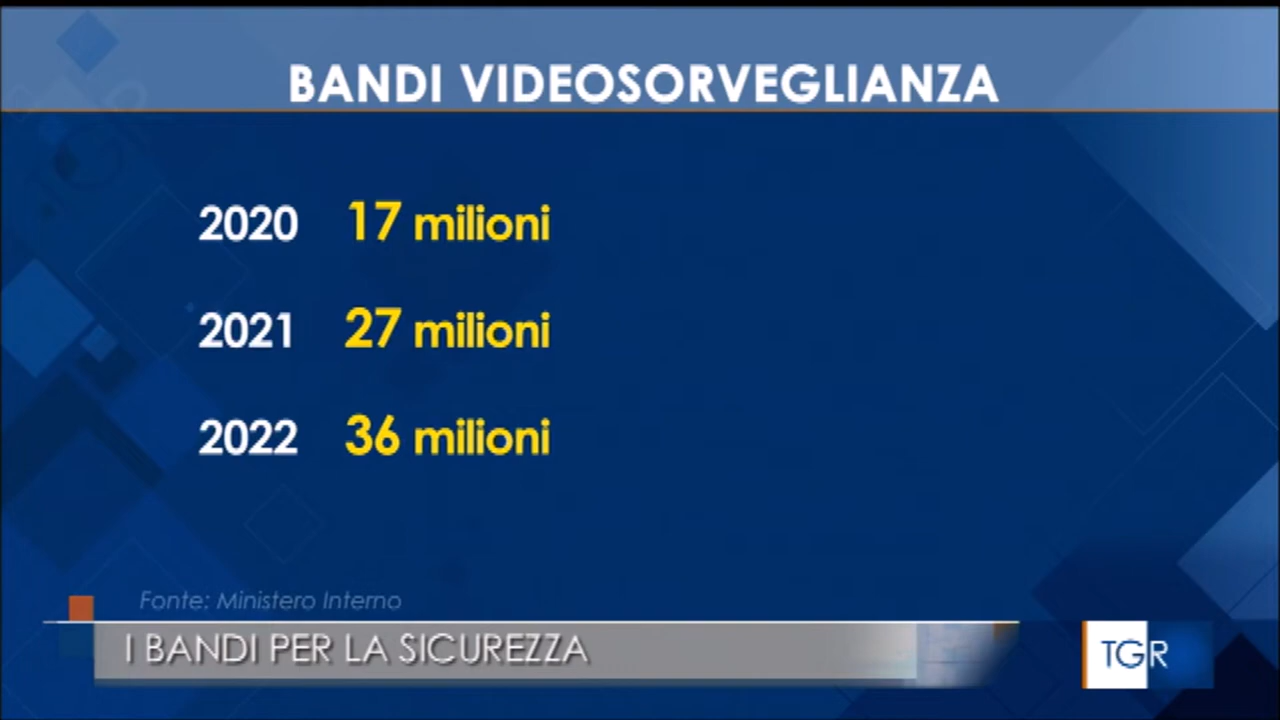 BANDI VIDEOSORVEGLIANZA
2020 17 milioni
2021 27 milioni
2022 36 milioni
Fonte: Ministero Interno
I BANDI PER LA SICUREZZA
TGR